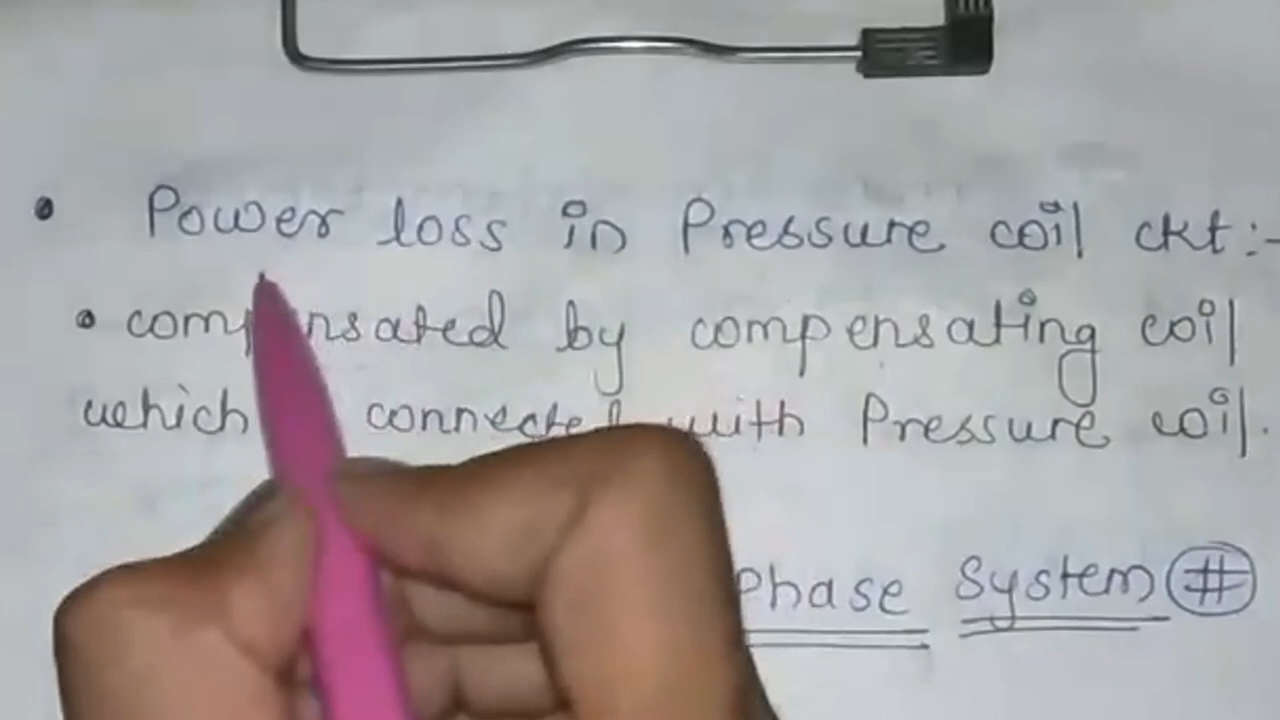 • Power loss in Pressure coil ckt:-
• compensated by compensating coil
which connected with Pressure coil.
Phase System #